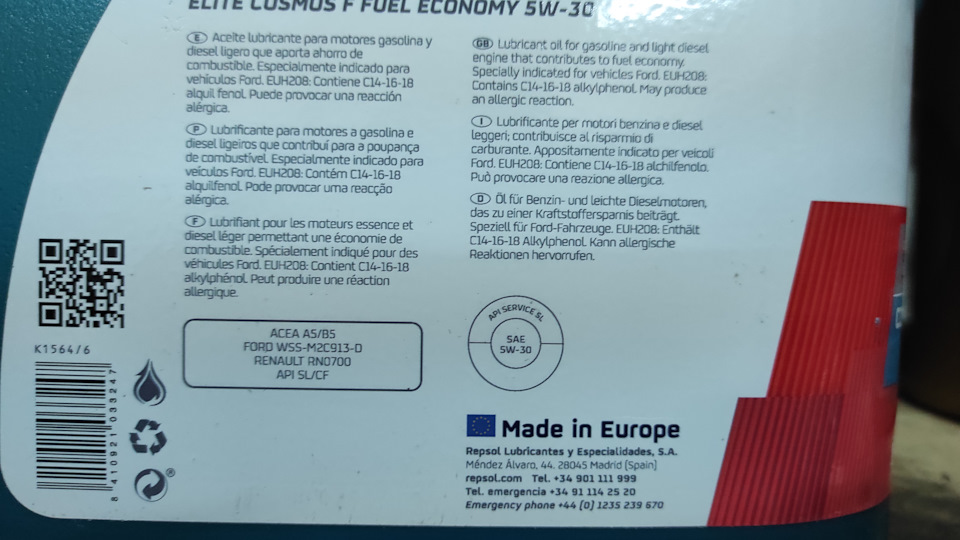 ELITE COSMOS F FUEL ECONOMY 5W-30
E Aceite lubricante para motores gasolina y
diesel ligero que aporta ahorro de
combustible. Especialmente indicado para
vehículos Ford. EUH208: Contiene C14-16-18
alquil fenol. Puede provocar una reacción
alérgica.
P Lubrificante para motores a gasolina e
diesel ligeiros que contribuí para a poupança
de combustível. Especialmente indicado para
veículos Ford. EUH208: Contém C14-16-18
alquilfenol. Pode provocar uma reacção
alérgica.
F Lubrifiant pour les moteurs essence et
diesel léger permettant une économie de
combustible. Spécialement indiqué pour des
véhicules Ford. EUH208: Contient C14-16-18
alkylphénol. Peut produire une réaction
allergique.
GB Lubricant oil for gasoline and light diesel
engine that contributes to fuel economy.
Specially indicated for vehicles Ford. EUH208:
Contains C14-16-18 alkylphenol. May produce
an allergic reaction.
I Lubrificante per motori benzina e diesel
leggeri; contribuisce al risparmio di
carburante. Appositamente indicato per veicoli
Ford. EUH208: Contiene C14-16-18 alchilfenolo.
Può provocare una reazione allergica.
D Öl für Benzin- und leichte Dieselmotoren,
das zu einer Kraftstoffersparnis beiträgt.
Speziell für Ford-Fahrzeuge. EUH208: Enthält
C14-16-18 Alkylphenol. Kann allergische
Reaktionen hervorrufen.
K1564/6
8 410921 033247
ACEA A5/B5
FORD WSS-M2C913-D
RENAULT RN0700
API SL/CF
API SERVICE SL
SAE
5W-30
Made in Europe
Repsol Lubricantes y Especialidades, S.A.
Méndez Álvaro, 44. 28045 Madrid (Spain)
repsol.com Tel. +34 901 111 999
Tel. emergencia +34 91 114 25 20
Emergency phone +44 (0) 1235 239 670